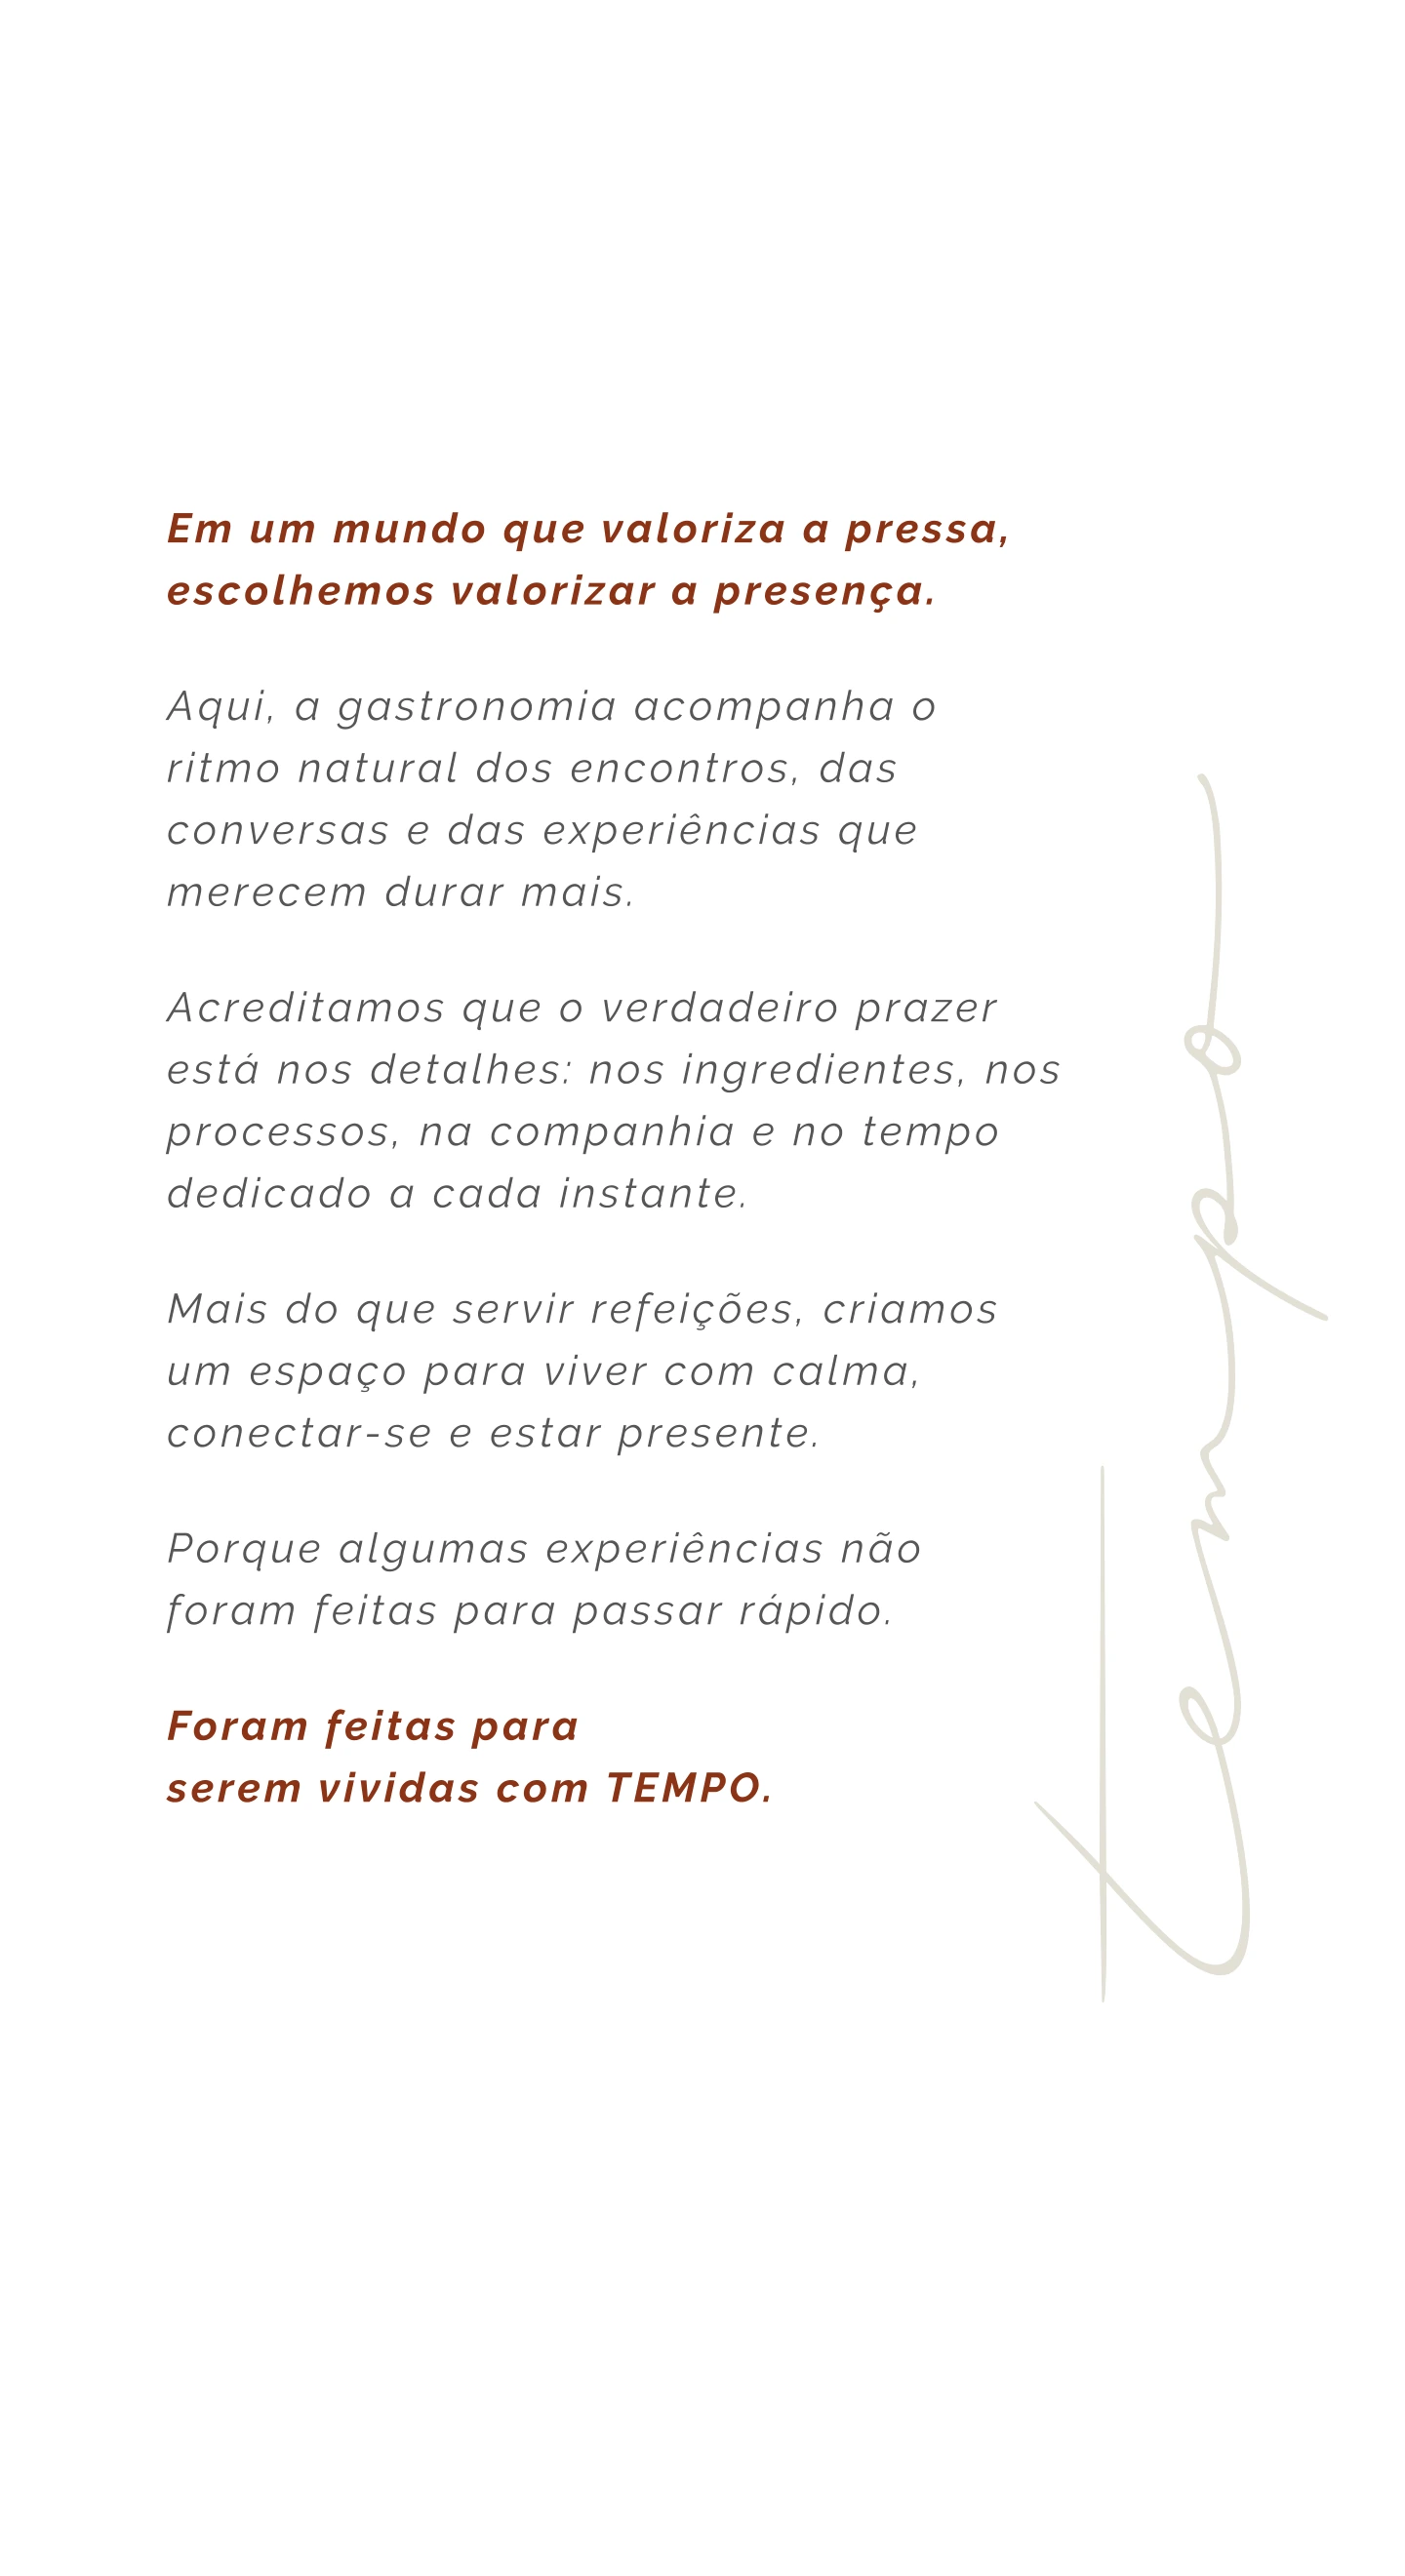 Em um mundo que valoriza a pressa,
escolhemos valorizar a presença.
Aqui, a gastronomia acompanha o
ritmo natural dos encontros, das
conversas e das experiências que
merecem durar mais.
Acreditamos que o verdadeiro prazer
está nos detalhes: nos ingredientes, nos
processos, na companhia e no tempo
dedicado a cada instante.
Mais do que servir refeições, criamos
um espaço para viver com calma,
conectar-se e estar presente.
Porque algumas experiências não
foram feitas para passar rápido.
Foram feitas para
serem vividas com TEMPO.
tempo